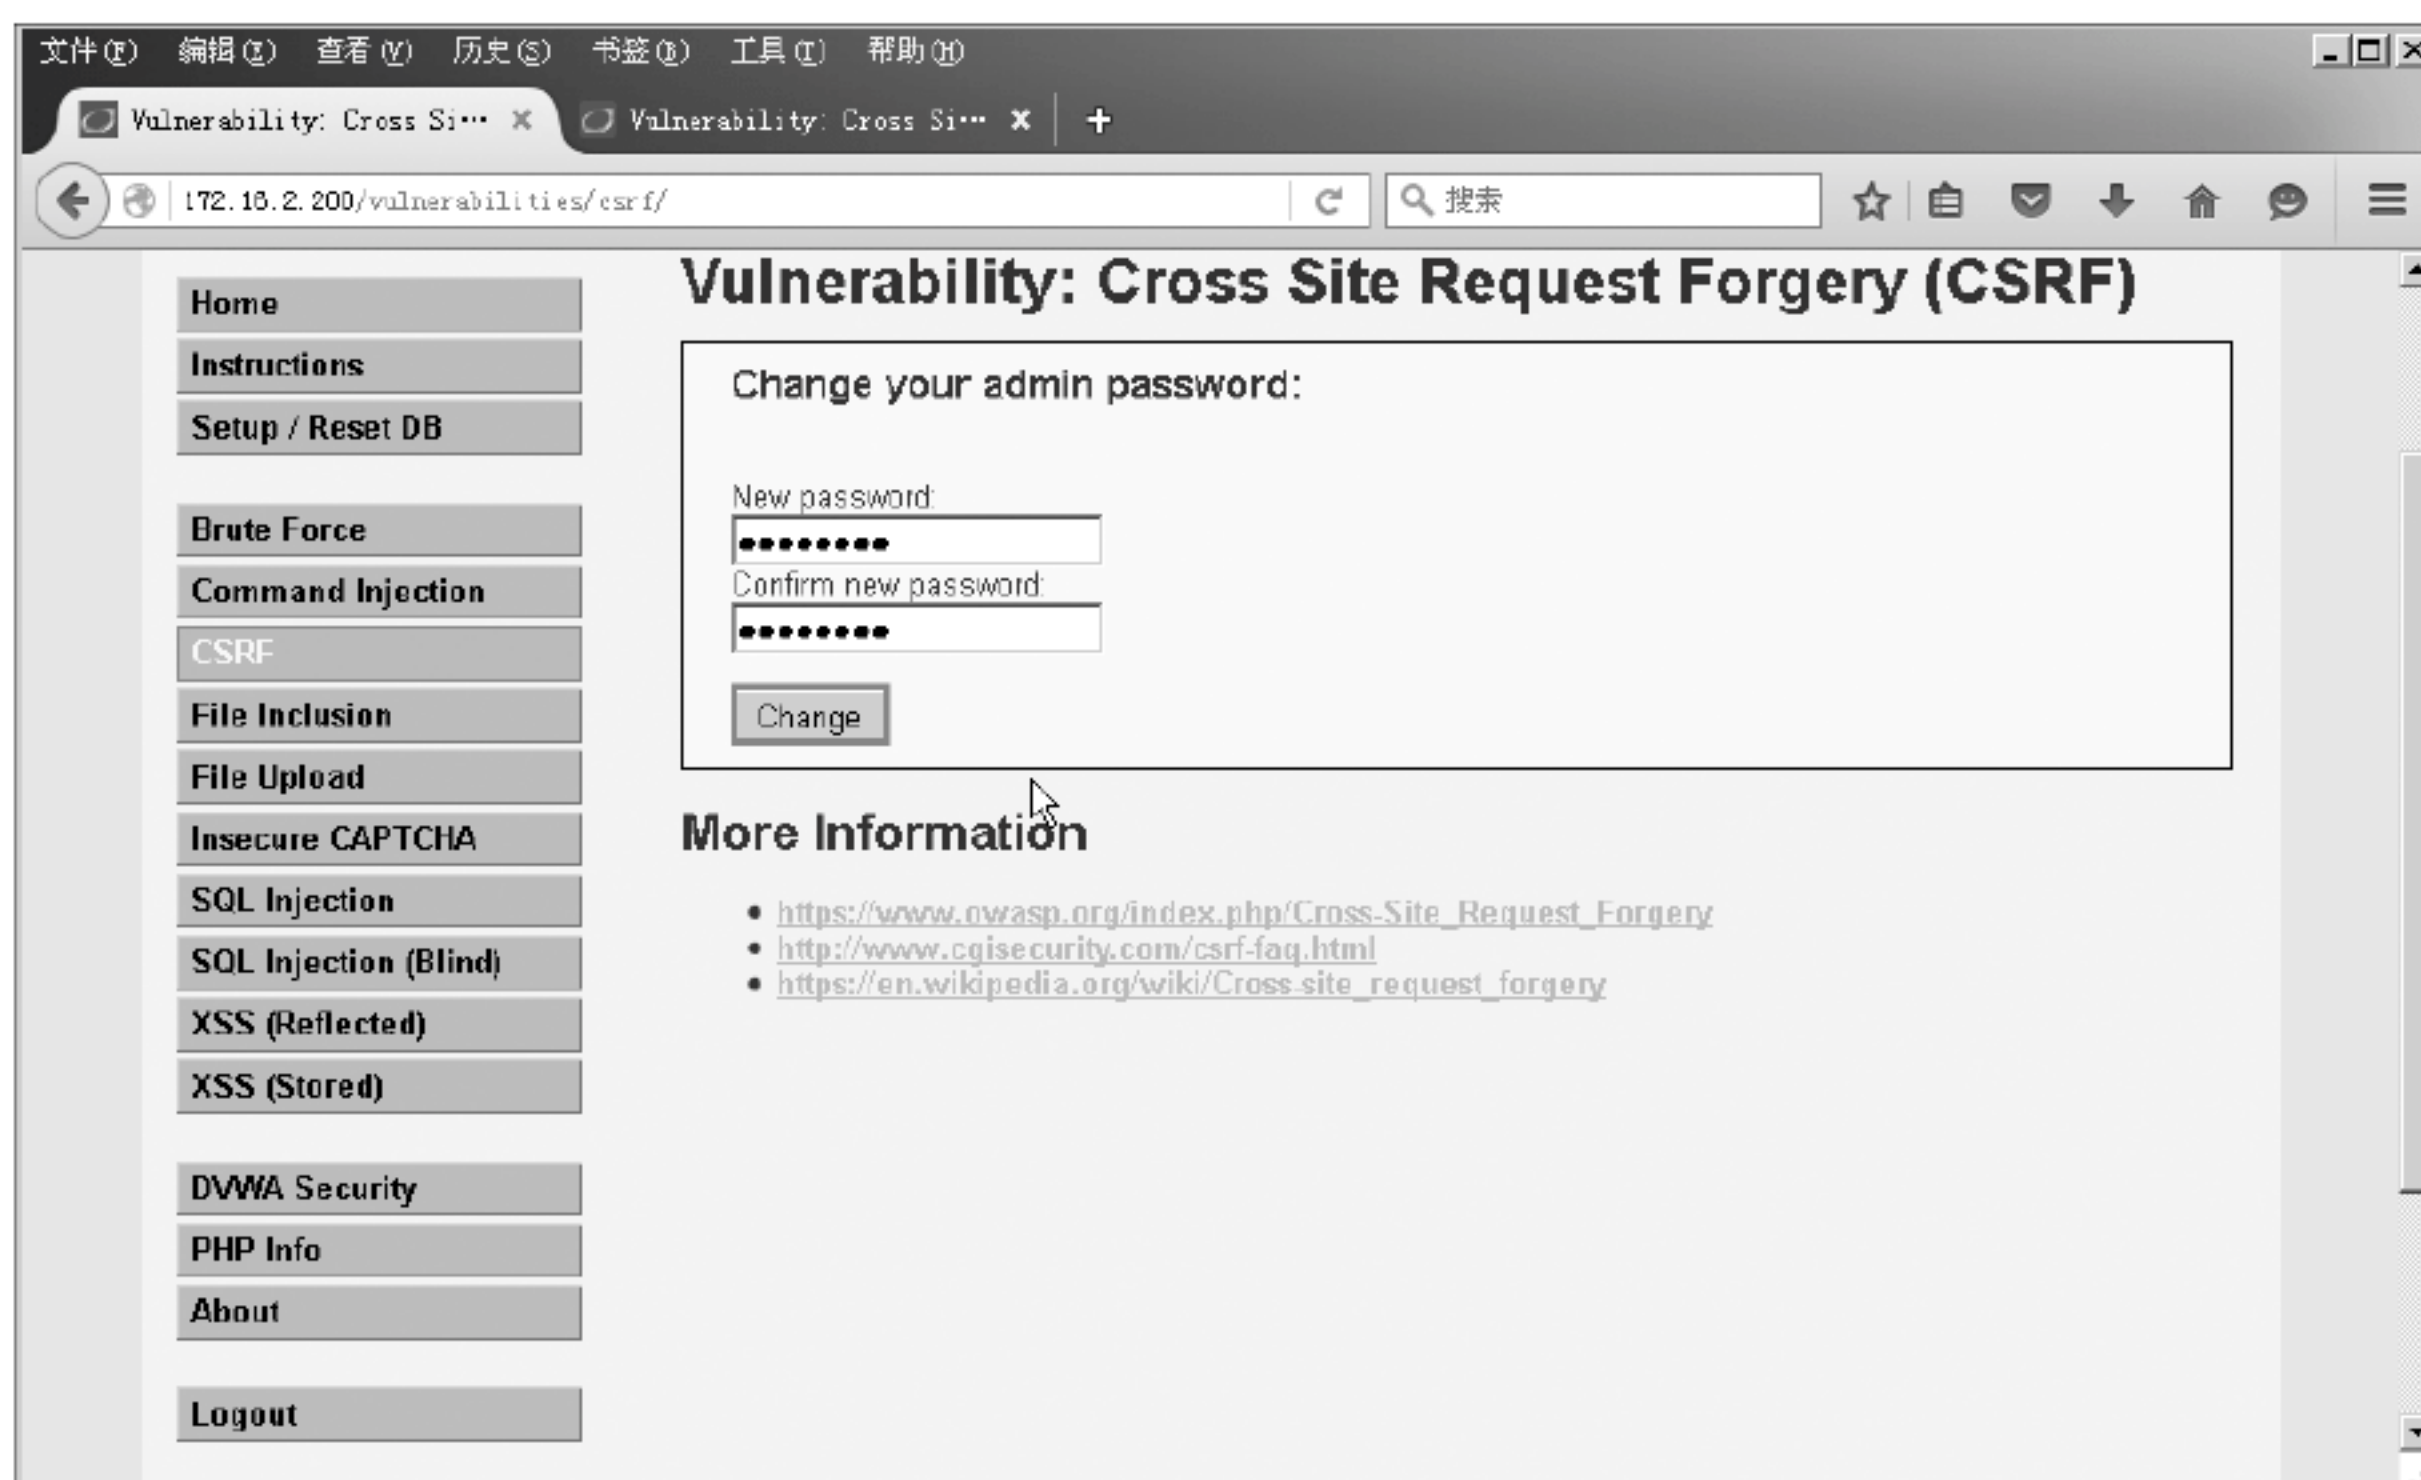 文件(F) 编辑(E) 查看(V) 历史(S) 书签(B) 工具(T) 帮助(H)
Vulnerability: Cross Si… Vulnerability: Cross Si…
172.16.2.200/vulnerabilities/csrf/ 搜索
Vulnerability: Cross Site Request Forgery (CSRF)
Home
Instructions
Setup / Reset DB
Brute Force
Command Injection
CSRF
File Inclusion
File Upload
Insecure CAPTCHA
SQL Injection
SQL Injection (Blind)
XSS (Reflected)
XSS (Stored)
DVWA Security
PHP Info
About
Logout
Change your admin password:
New password:
Confirm new password:
Change
More Information
https://www.owasp.org/index.php/Cross-Site_Request_Forgery
http://www.cgisecurity.com/csrf-faq.html
https://en.wikipedia.org/wiki/Cross-site_request_forgery